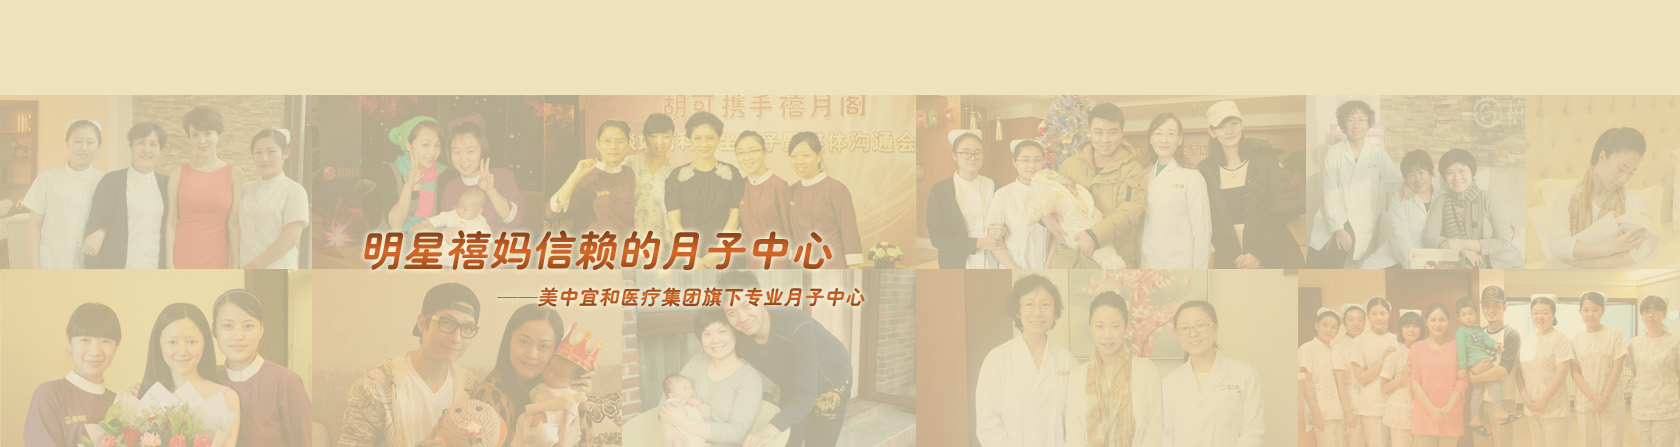 胡可携手禧月阁
体沟通会
明星禧妈信赖的月子中心
——美中宜和医疗集团旗下专业月子中心